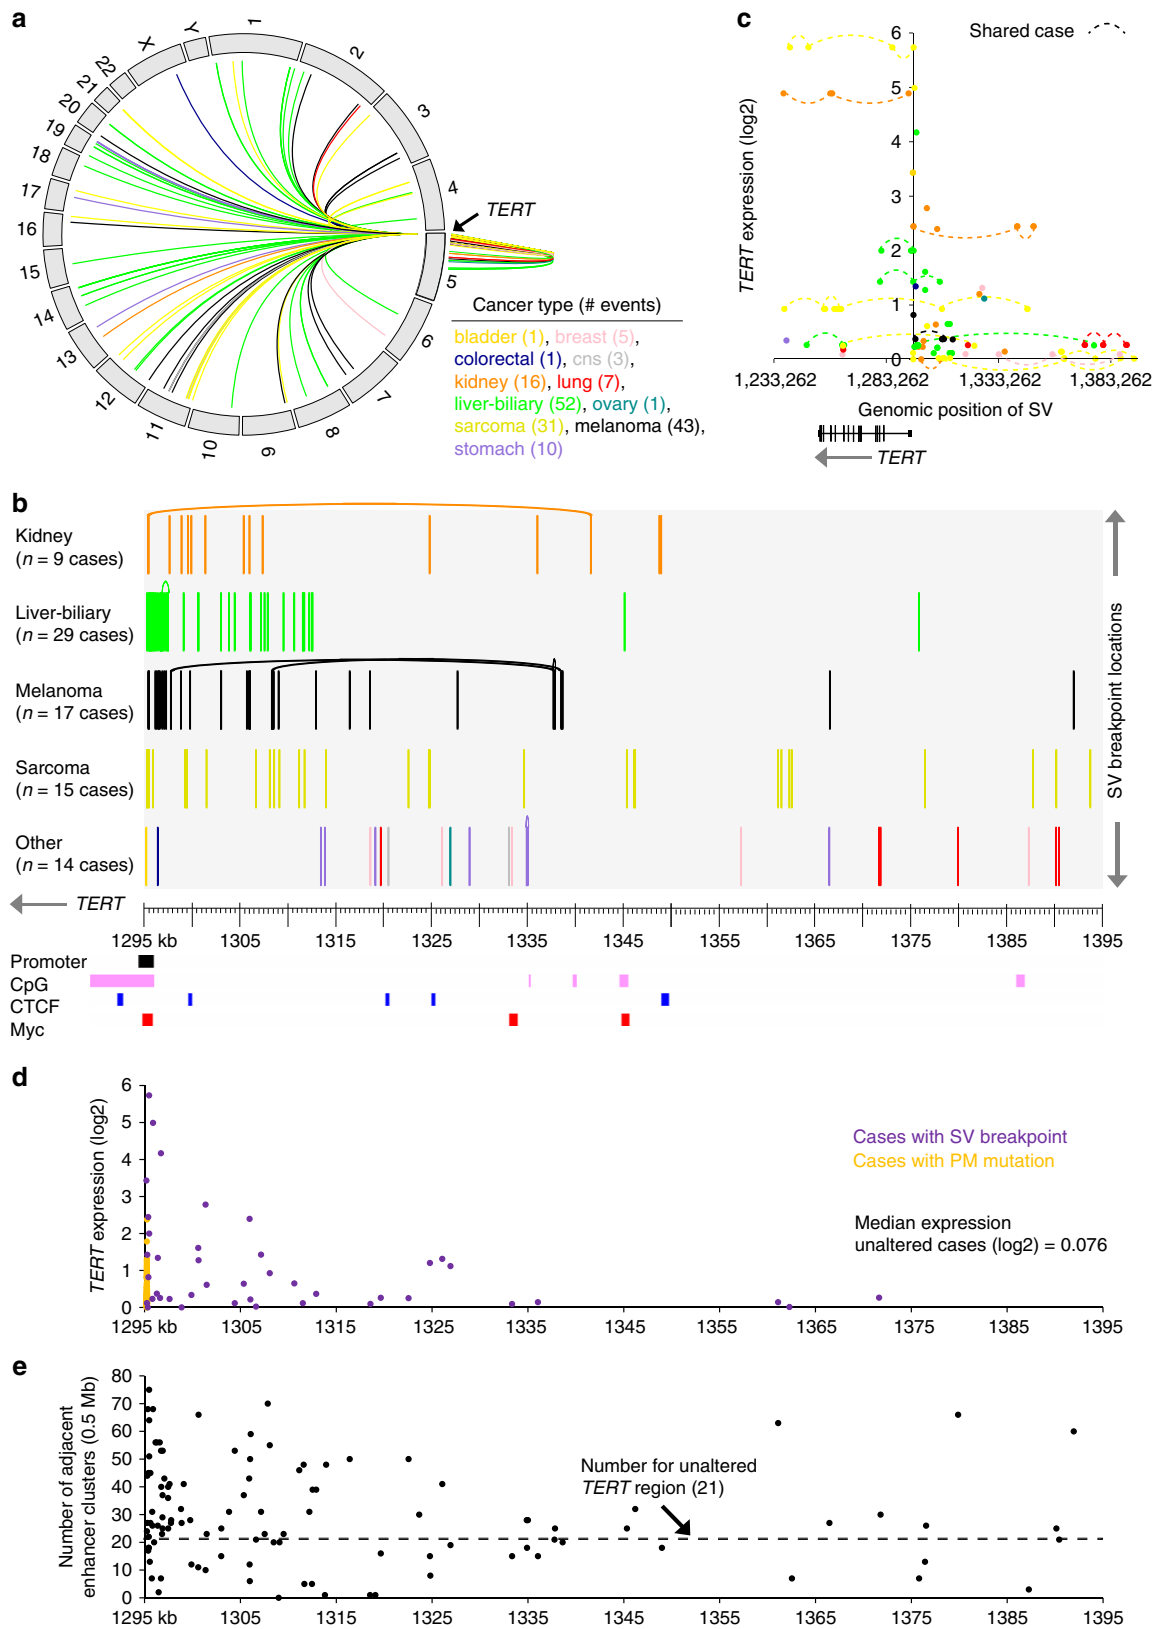 a
1
2
3
4
5
6
7
8
9
10
11
12
13
14
15
16
17
18
19
20
21
22
X
Y
TERT
Cancer type (# events)
bladder (1), breast (5),
colorectal (1), cns (3),
kidney (16), lung (7),
liver-biliary (52), ovary (1),
sarcoma (31), melanoma (43),
stomach (10)
c
Shared case
TERT expression (log2)
6
5
4
3
2
1
0
1,233,262 1,283,262 1,333,262 1,383,262
Genomic position of SV
TERT
b
Kidney
(n = 9 cases)
Liver-biliary
(n = 29 cases)
Melanoma
(n = 17 cases)
Sarcoma
(n = 15 cases)
Other
(n = 14 cases)
SV breakpoint locations
TERT
1295 kb 1305 1315 1325 1335 1345 1355 1365 1375 1385 1395
Promoter
CpG
CTCF
Myc
d
TERT expression (log2)
6
5
4
3
2
1
0
Cases with SV breakpoint
Cases with PM mutation
Median expression
unaltered cases (log2) = 0.076
1295 kb 1305 1315 1325 1335 1345 1355 1365 1375 1385 1395
e
Number of adjacent
enhancer clusters (0.5 Mb)
80
70
60
50
40
30
20
10
0
Number for unaltered
TERT region (21)
1295 kb 1305 1315 1325 1335 1345 1355 1365 1375 1385 1395